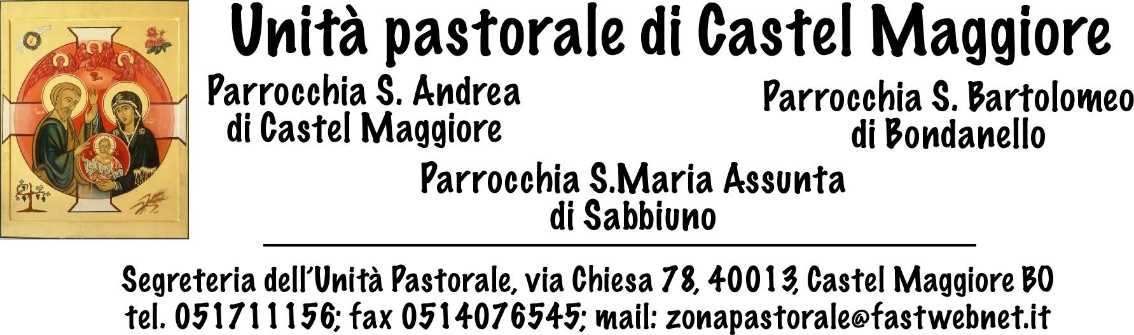 Unità pastorale di Castel Maggiore
Parrocchia S. Andrea
di Castel Maggiore
Parrocchia S. Bartolomeo
di Bondanello
Parrocchia S.Maria Assunta
di Sabbiuno
Segreteria dell'Unità Pastorale, via Chiesa 78, 40013, Castel Maggiore BO
tel. 051711156; fax 0514076545; mail: zonapastorale@fastwebnet.it